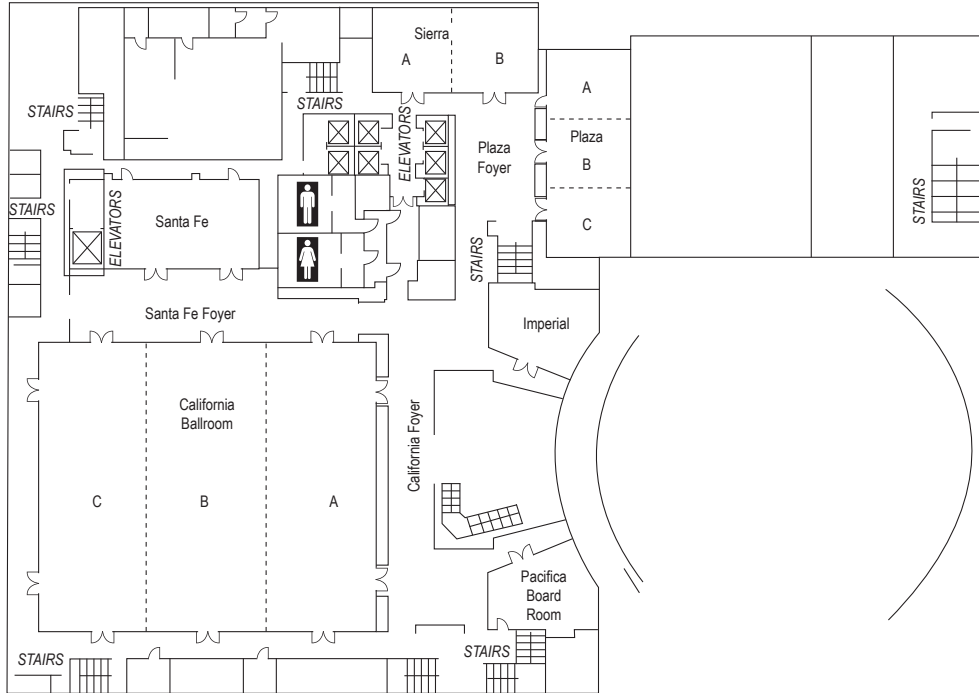 Sierra
A
B
STAIRS
STAIRS
ELEVATORS
Plaza
Foyer
A
Plaza
B
C
STAIRS
STAIRS
ELEVATORS
Santa Fe
STAIRS
Santa Fe Foyer
Imperial
California
Ballroom
California Foyer
C
B
A
Pacifica
Board
Room
STAIRS
STAIRS